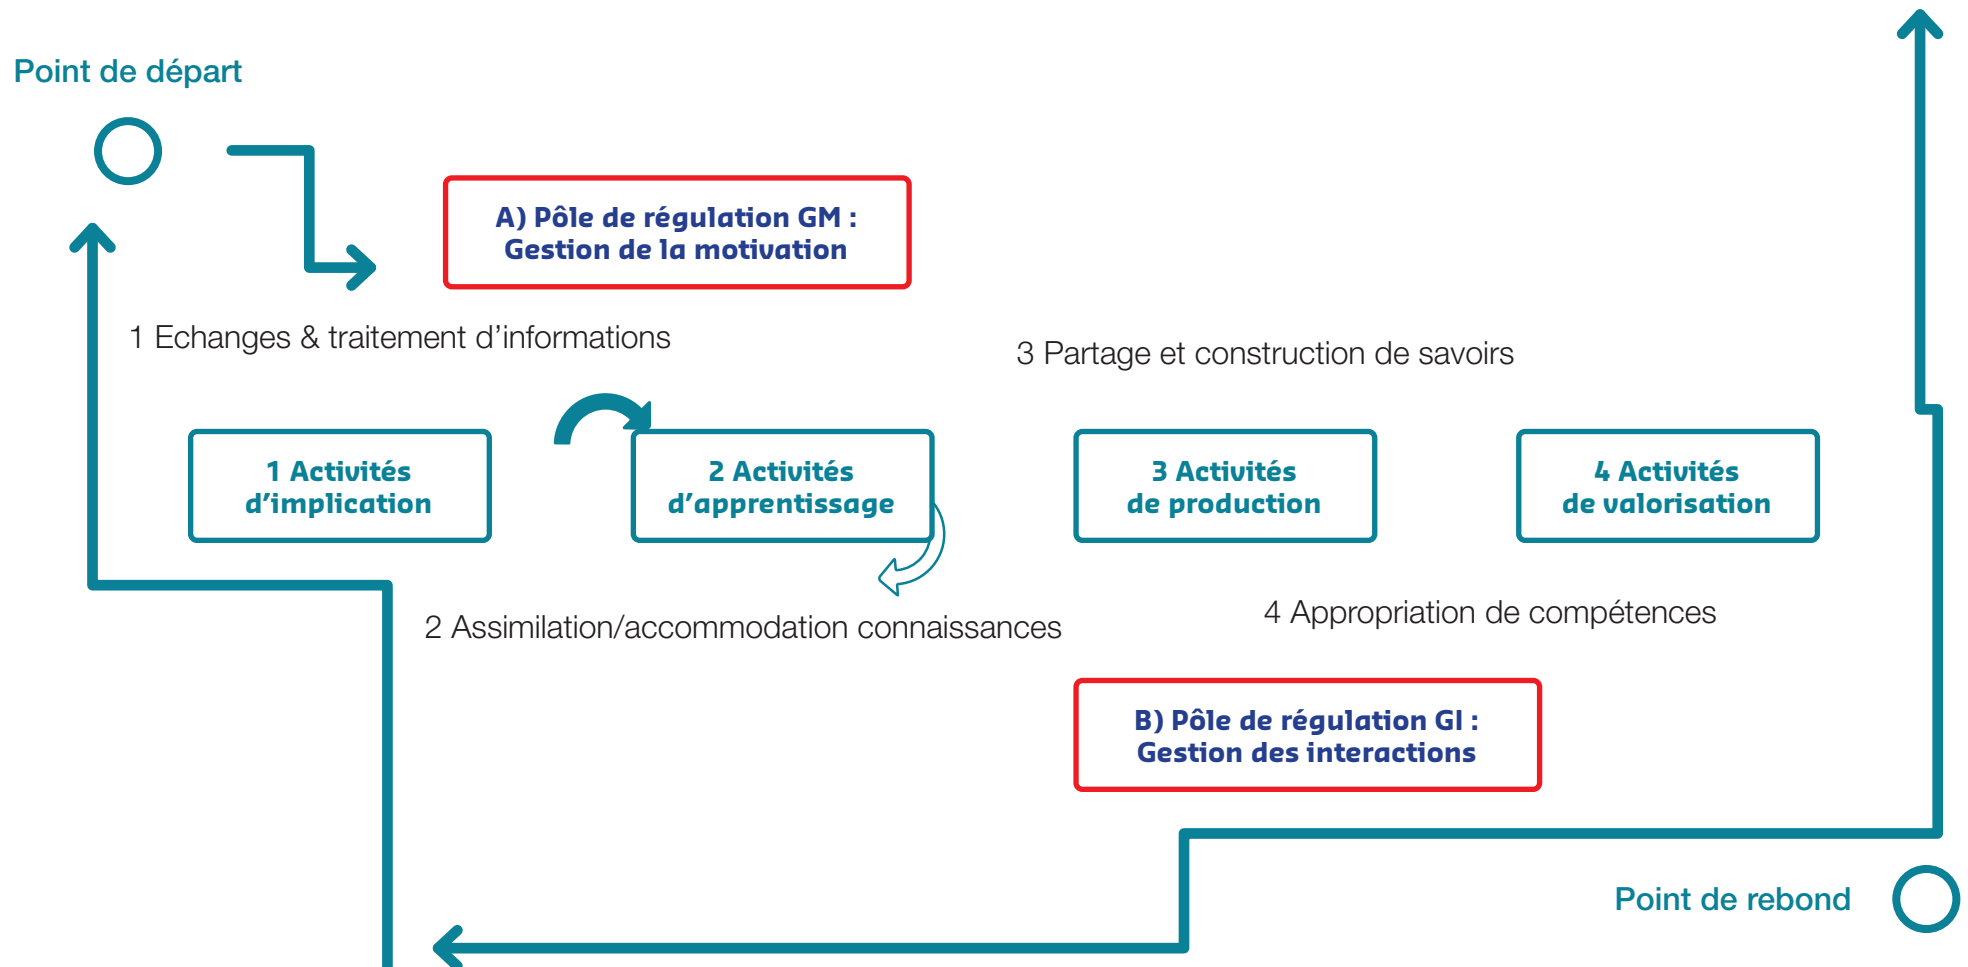 Point de départ
A) Pôle de régulation GM :
Gestion de la motivation
1 Echanges & traitement d’informations
3 Partage et construction de savoirs
1 Activités
d’implication
2 Activités
d’apprentissage
3 Activités
de production
4 Activités
de valorisation
2 Assimilation/accommodation connaissances
4 Appropriation de compétences
B) Pôle de régulation GI :
Gestion des interactions
Point de rebond